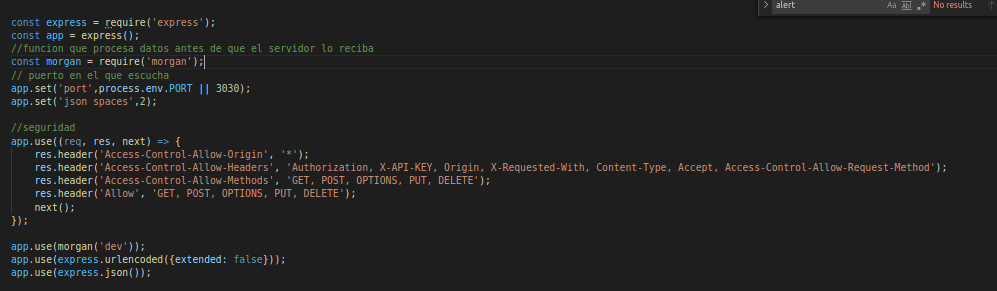 alert
Aa
Abl
.*
No results
const express = require('express');
const app = express();
//funcion que procesa datos antes de que el servidor lo reciba
const morgan = require('morgan');
// puerto en el que escucha
app.set('port',process.env.PORT || 3030);
app.set('json spaces',2);
//seguridad
app.use((req, res, next) => {
    res.header('Access-Control-Allow-Origin', '*');
    res.header('Access-Control-Allow-Headers', 'Authorization, X-API-KEY, Origin, X-Requested-With, Content-Type, Accept, Access-Control-Allow-Request-Method');
    res.header('Access-Control-Allow-Methods', 'GET, POST, OPTIONS, PUT, DELETE');
    res.header('Allow', 'GET, POST, OPTIONS, PUT, DELETE');
    next();
});
app.use(morgan('dev'));
app.use(express.urlencoded({extended: false}));
app.use(express.json());